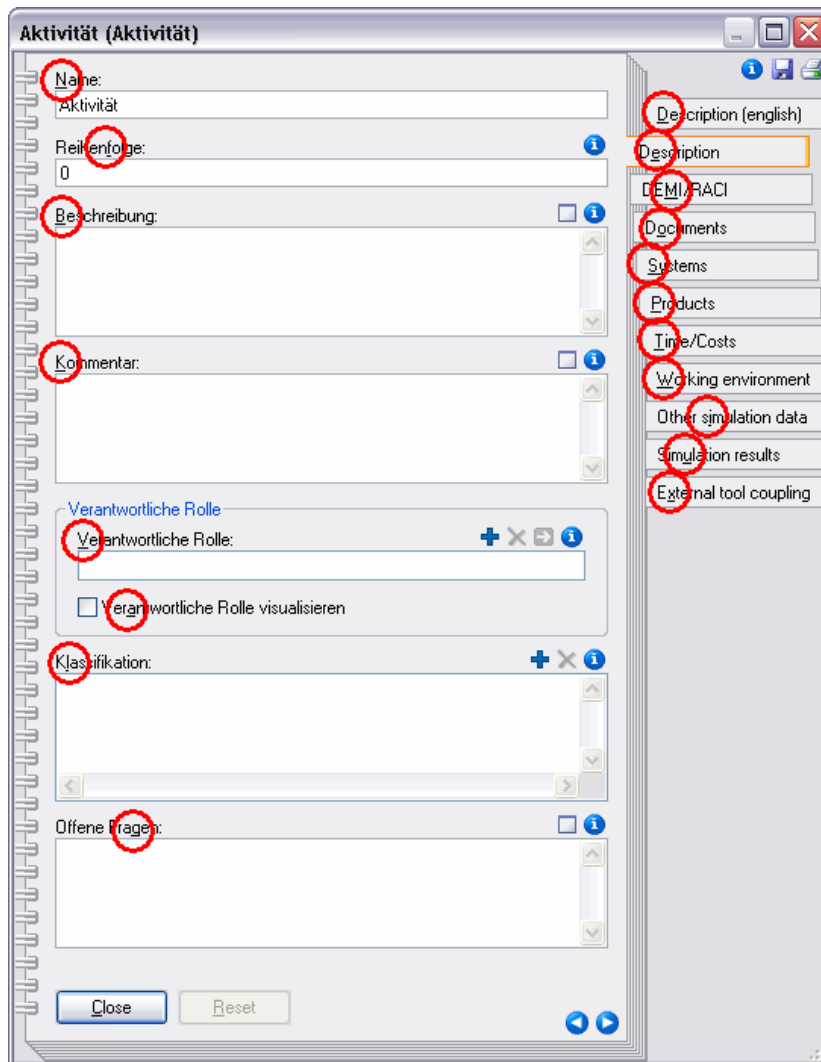 Aktivität (Aktivität)
Name:
Aktivität
Reihenfolge:
0
Beschreibung:
Kommentar:
Verantwortliche Rolle
Verantwortliche Rolle:
Verantwortliche Rolle visualisieren
Klassifikation:
Offene Fragen:
Close
Reset
Description (english)
Description
DEMI/RACI
Documents
Systems
Products
Time/Costs
Working environment
Other simulation data
Simulation results
External tool coupling